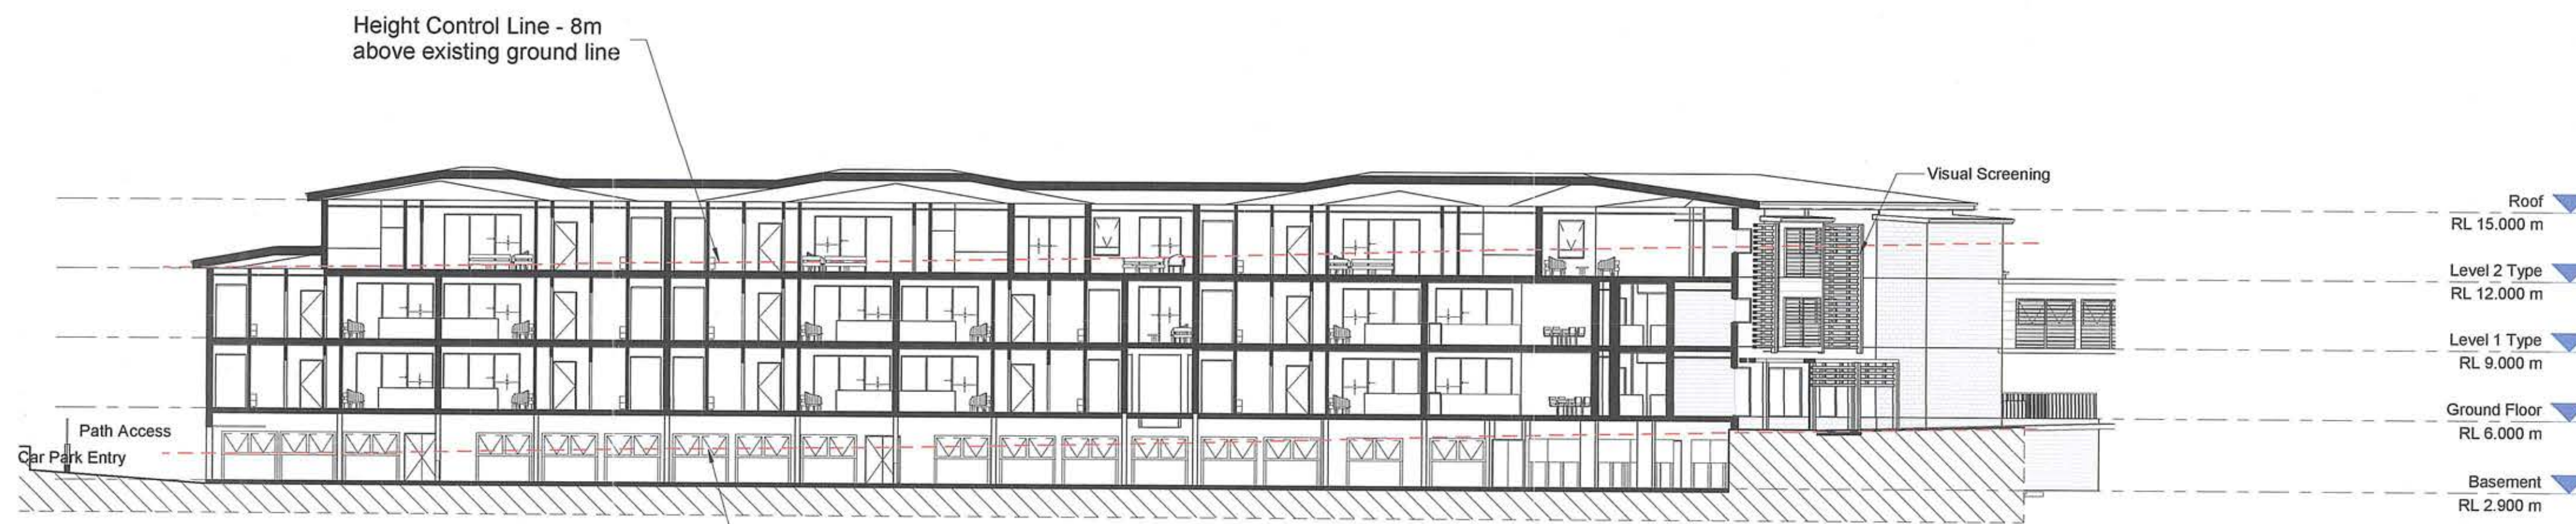 Height Control Line - 8m
above existing ground line
Visual Screening
Roof
RL 15.000 m
Level 2 Type
RL 12.000 m
Level 1 Type
RL 9.000 m
Ground Floor
RL 6.000 m
Basement
RL 2.900 m
Path Access
Car Park Entry